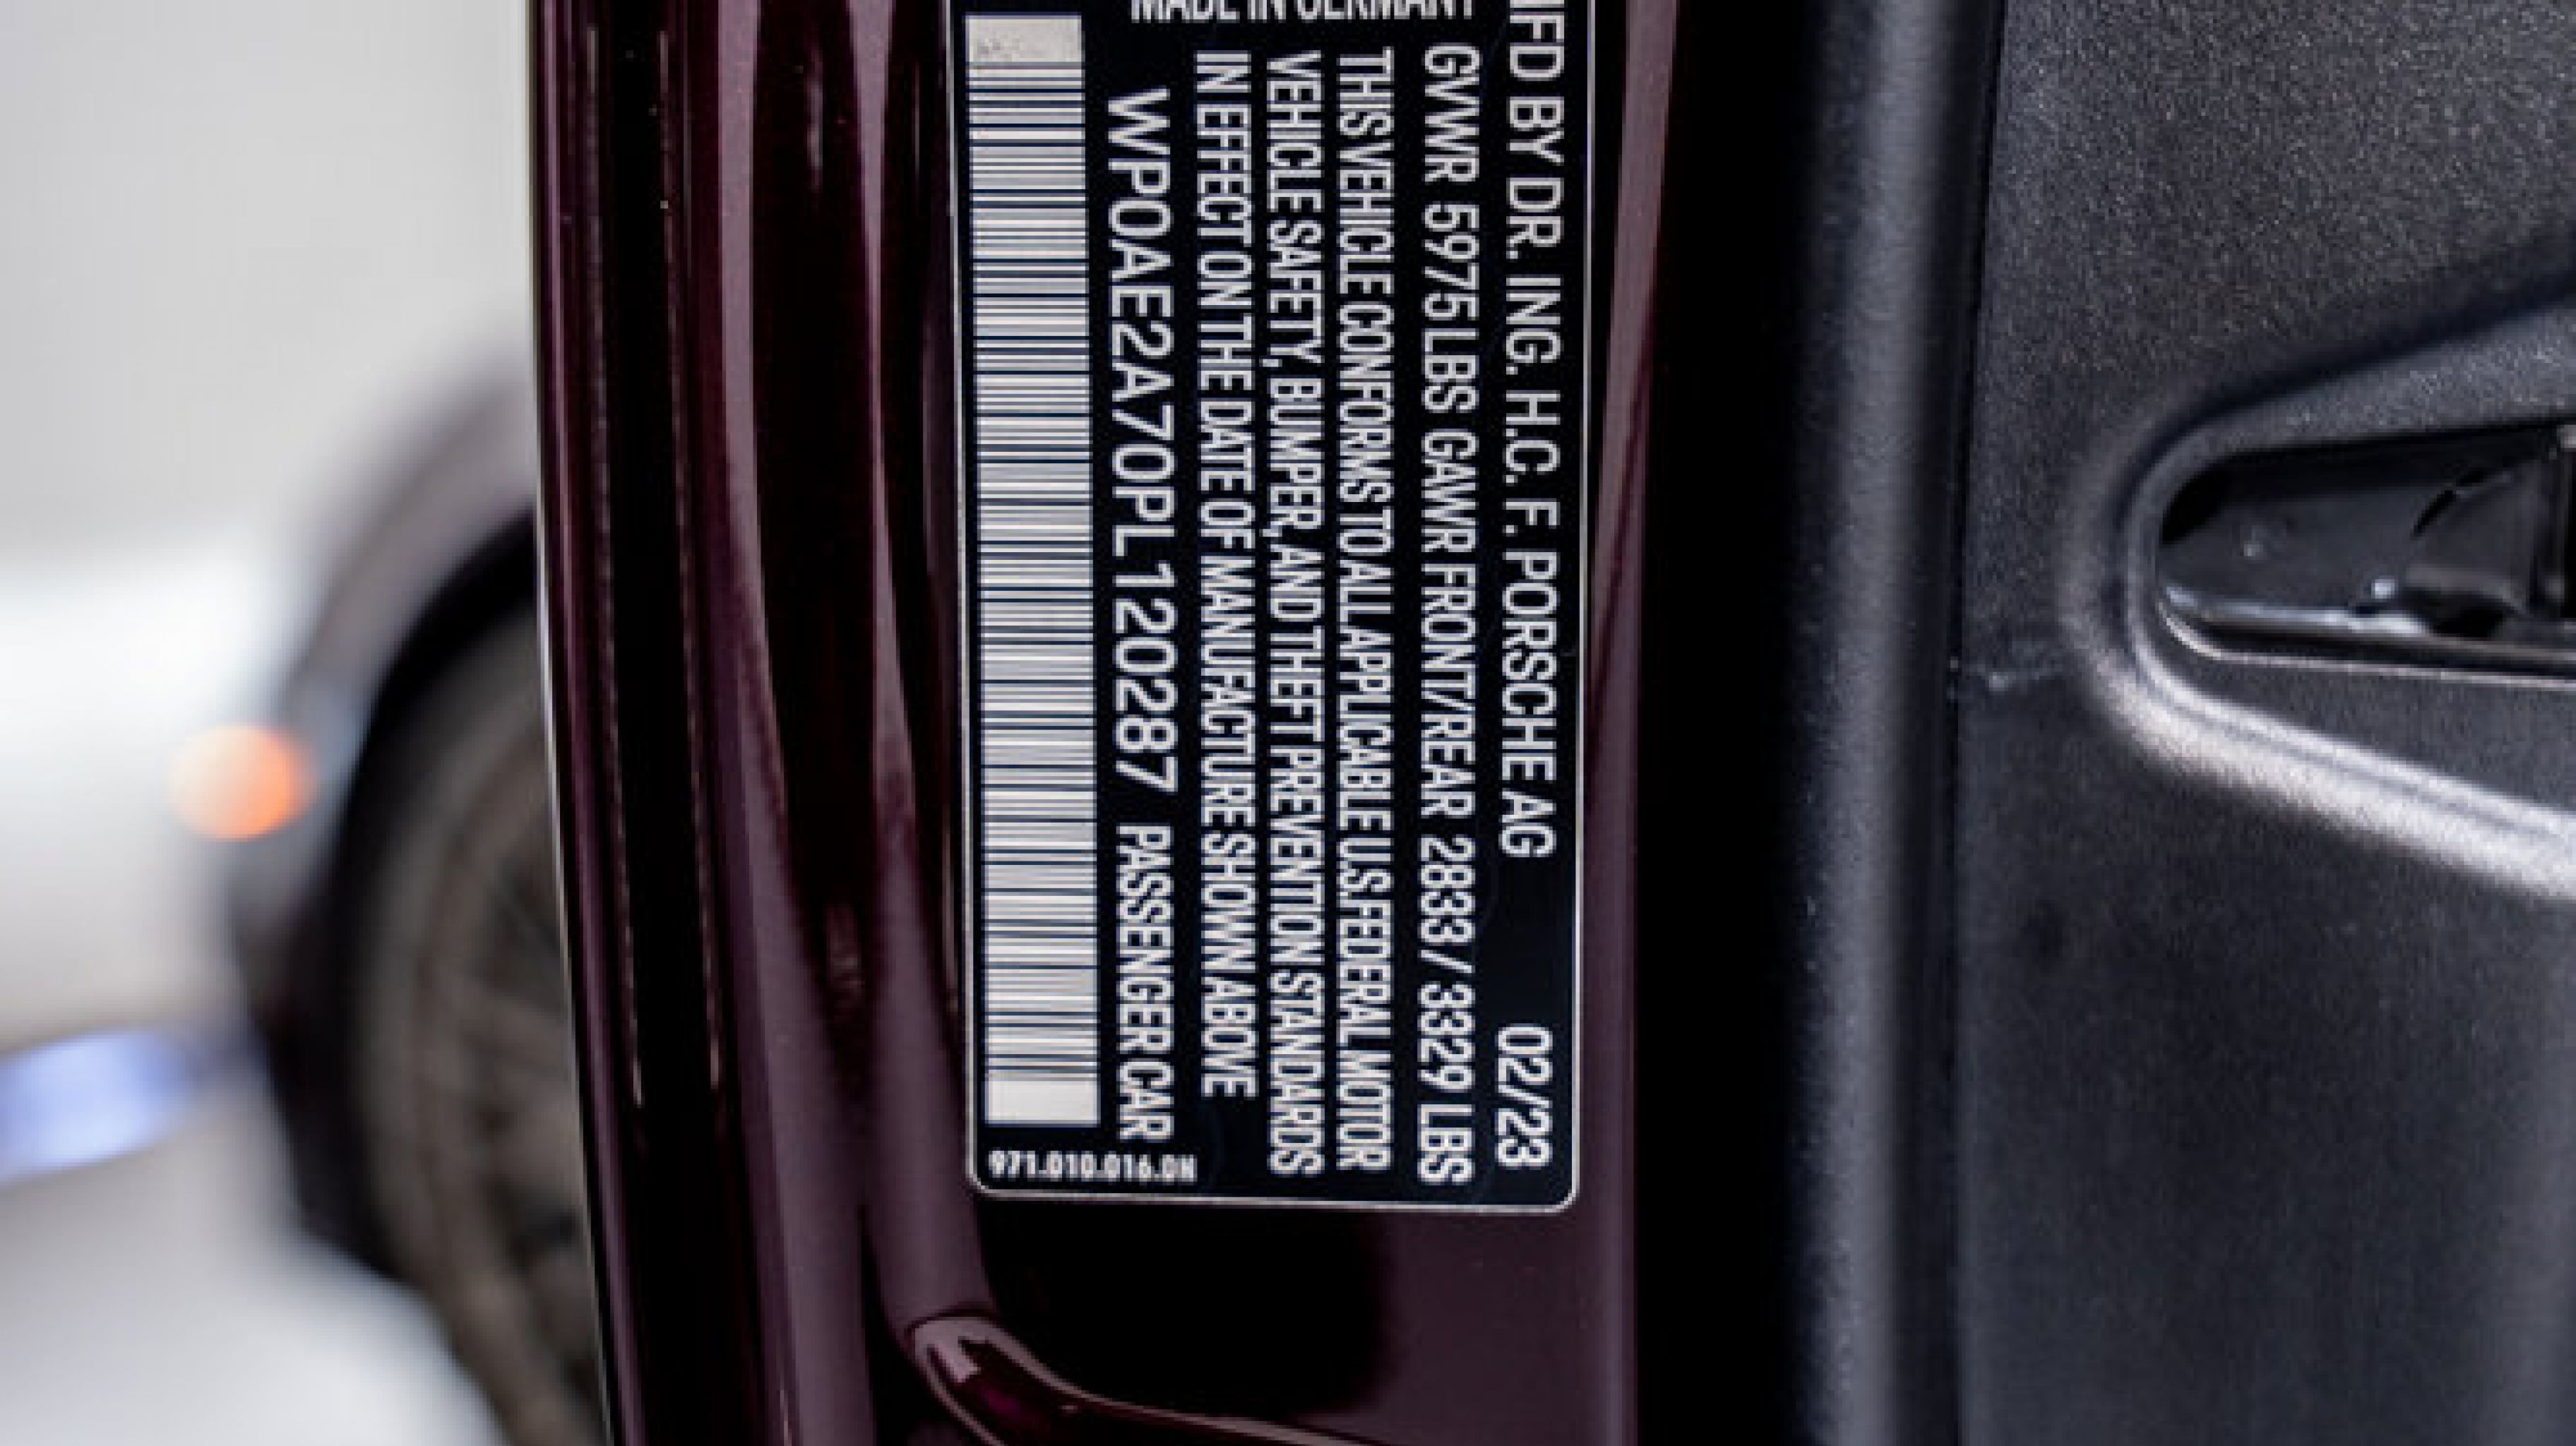 BY DR. ING. H.C. F. PORSCHE AG 02/23
GVWR 5975 LBS GAWR FRONT/REAR 2833 / 3329 LBS
THIS VEHICLE CONFORMS TO ALL APPLICABLE U.S. FEDERAL MOTOR
VEHICLE SAFETY, BUMPER, AND THEFT PREVENTION STANDARDS
IN EFFECT ON THE DATE OF MANUFACTURE SHOWN ABOVE
WP0AE2A70PL120287 PASSENGER CAR
MADE IN GERMANY
971.010.016.0N